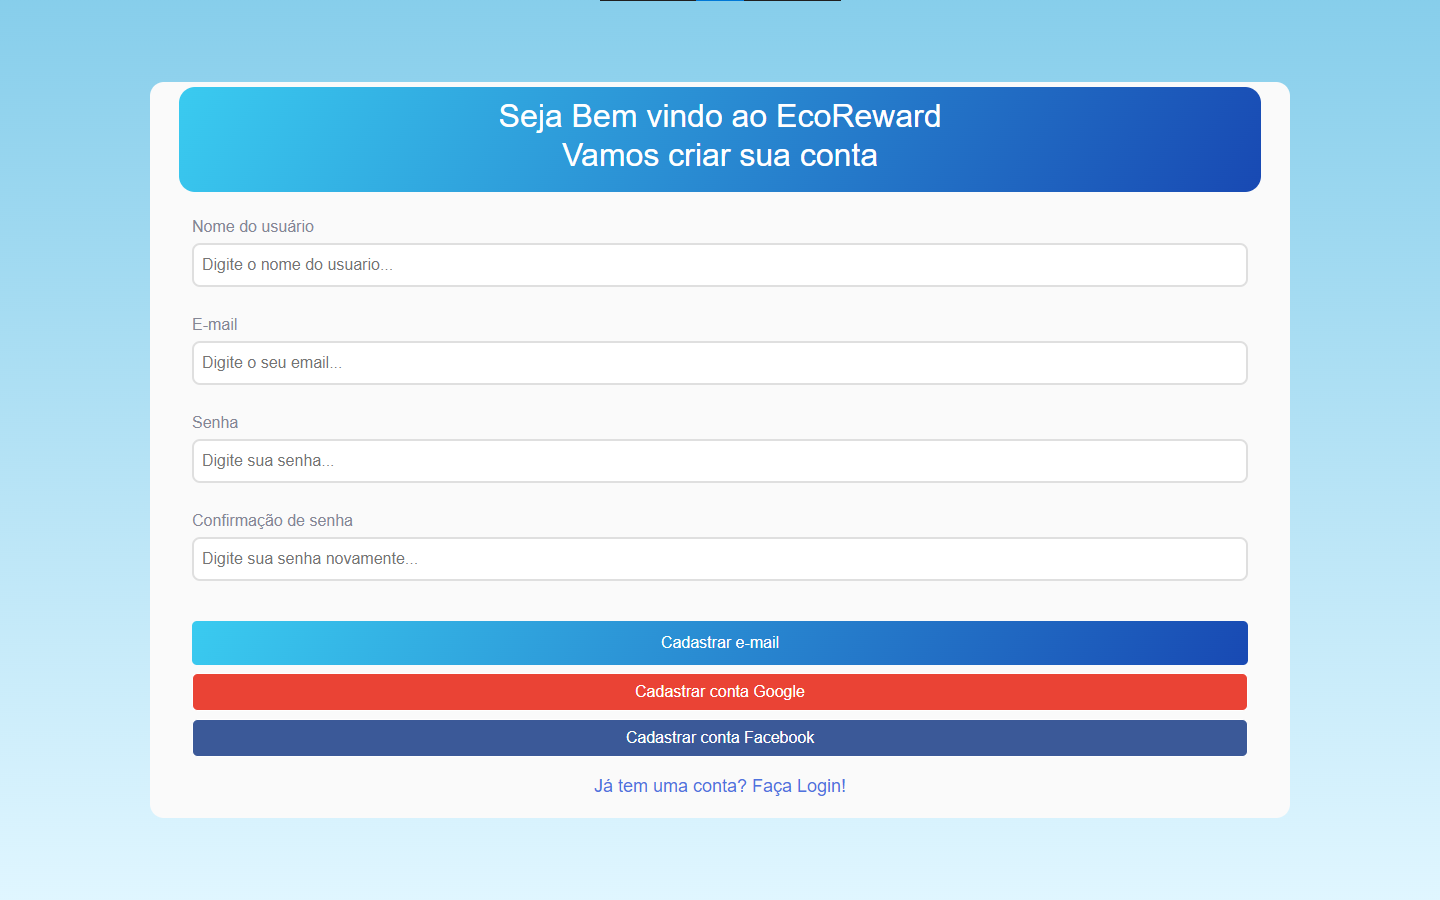 Seja Bem vindo ao EcoReward
Vamos criar sua conta
Nome do usuário
Digite o nome do usuario...
E-mail
Digite o seu email...
Senha
Digite sua senha...
Confirmação de senha
Digite sua senha novamente...
Cadastrar e-mail
Cadastrar conta Google
Cadastrar conta Facebook
Já tem uma conta? Faça Login!